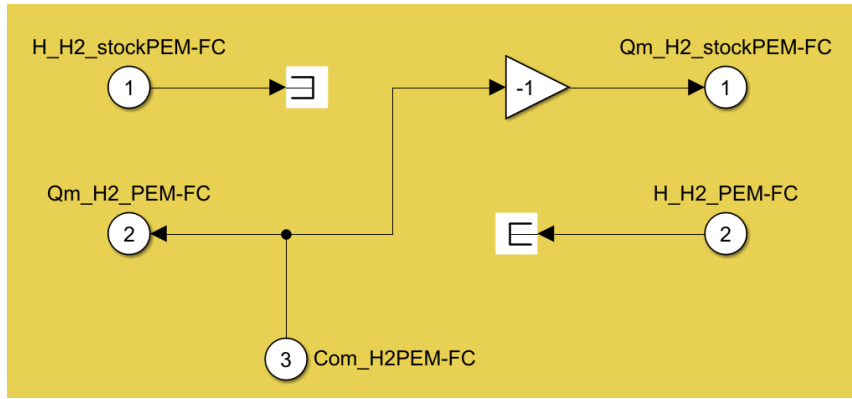 H_H2_stockPEM-FC
Qm_H2_stockPEM-FC
1
-1
1
Qm_H2_PEM-FC
H_H2_PEM-FC
2
2
3
Com_H2PEM-FC